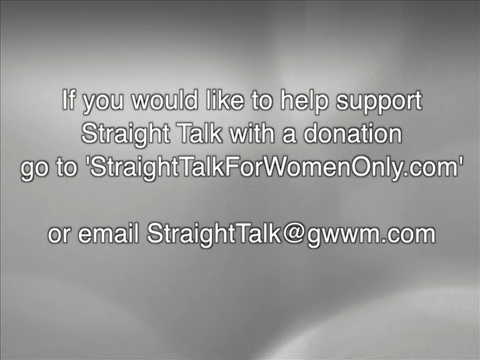 If you would like to help support
Straight Talk with a donation
go to 'StraightTalkForWomenOnly.com'
or email StraightTalk@gwwm.com